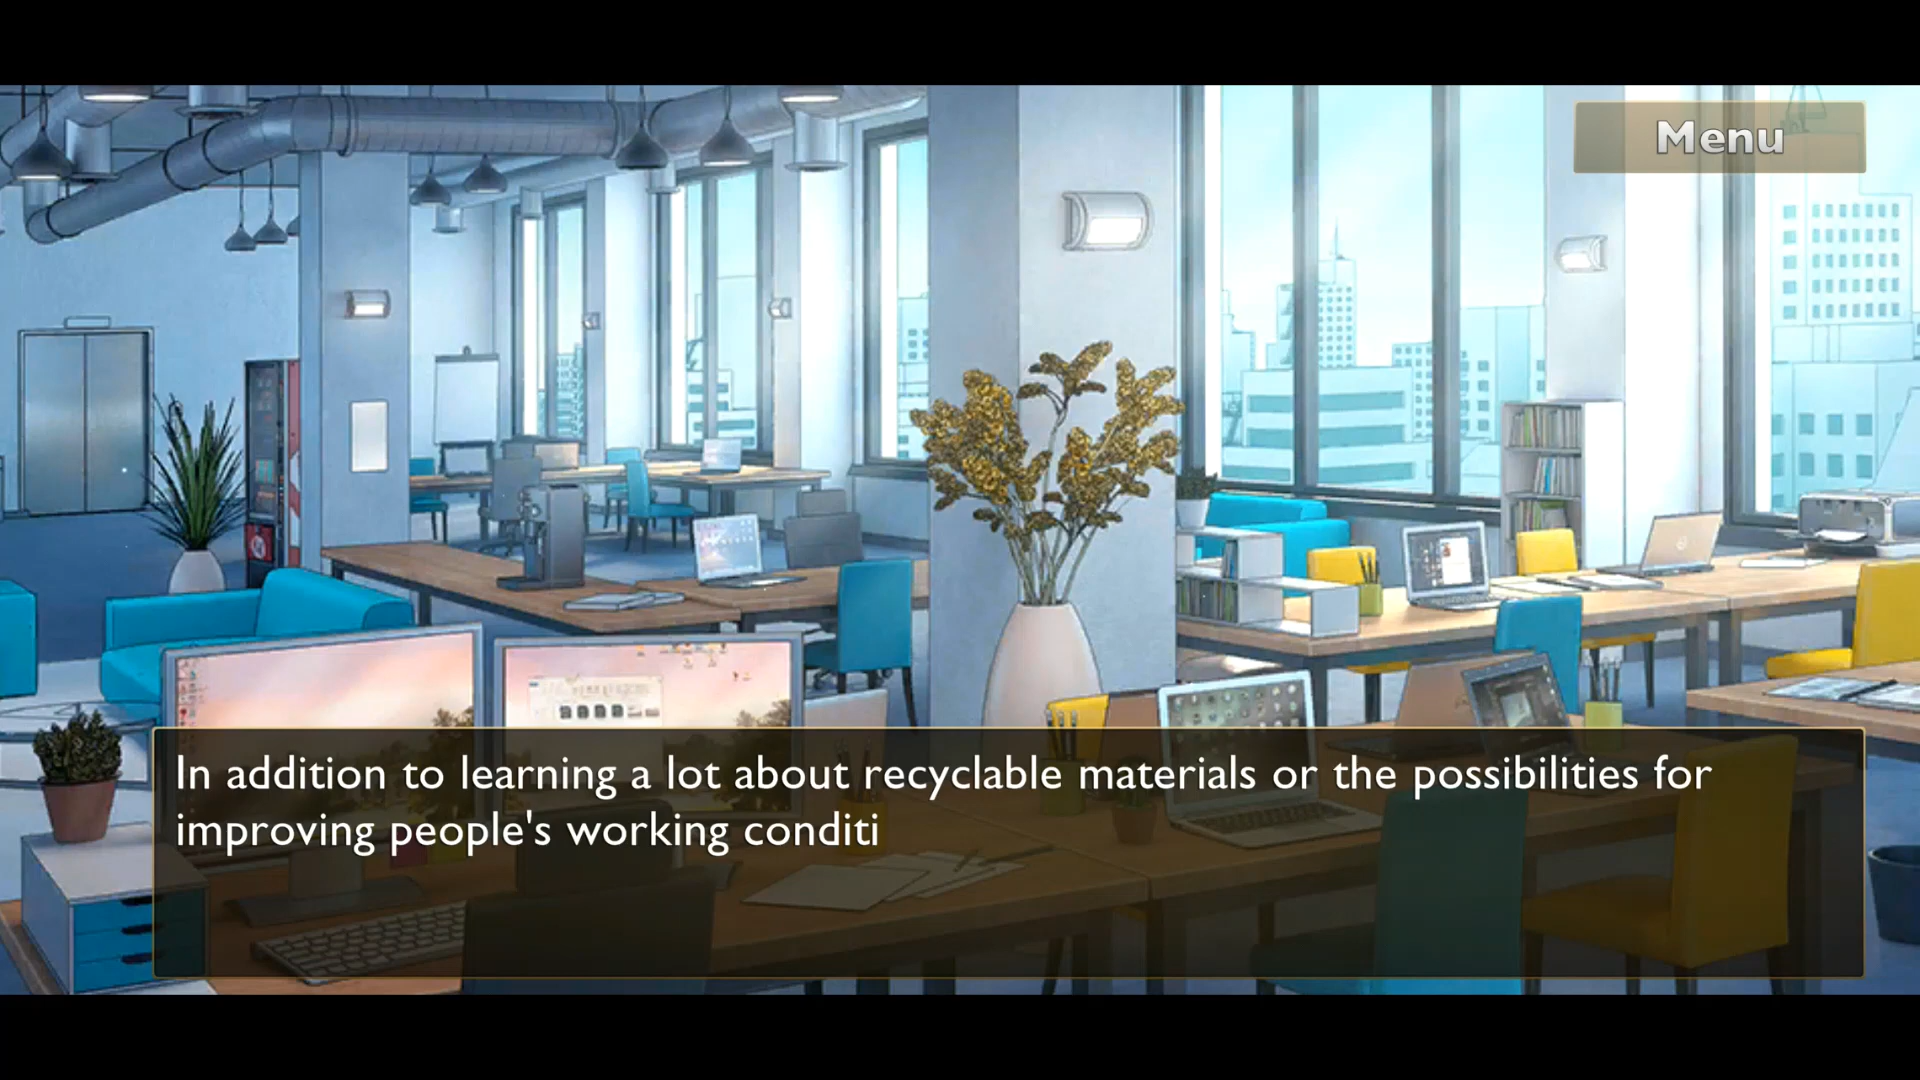 Menu
In addition to learning a lot about recyclable materials or the possibilities for
improving people's working conditi